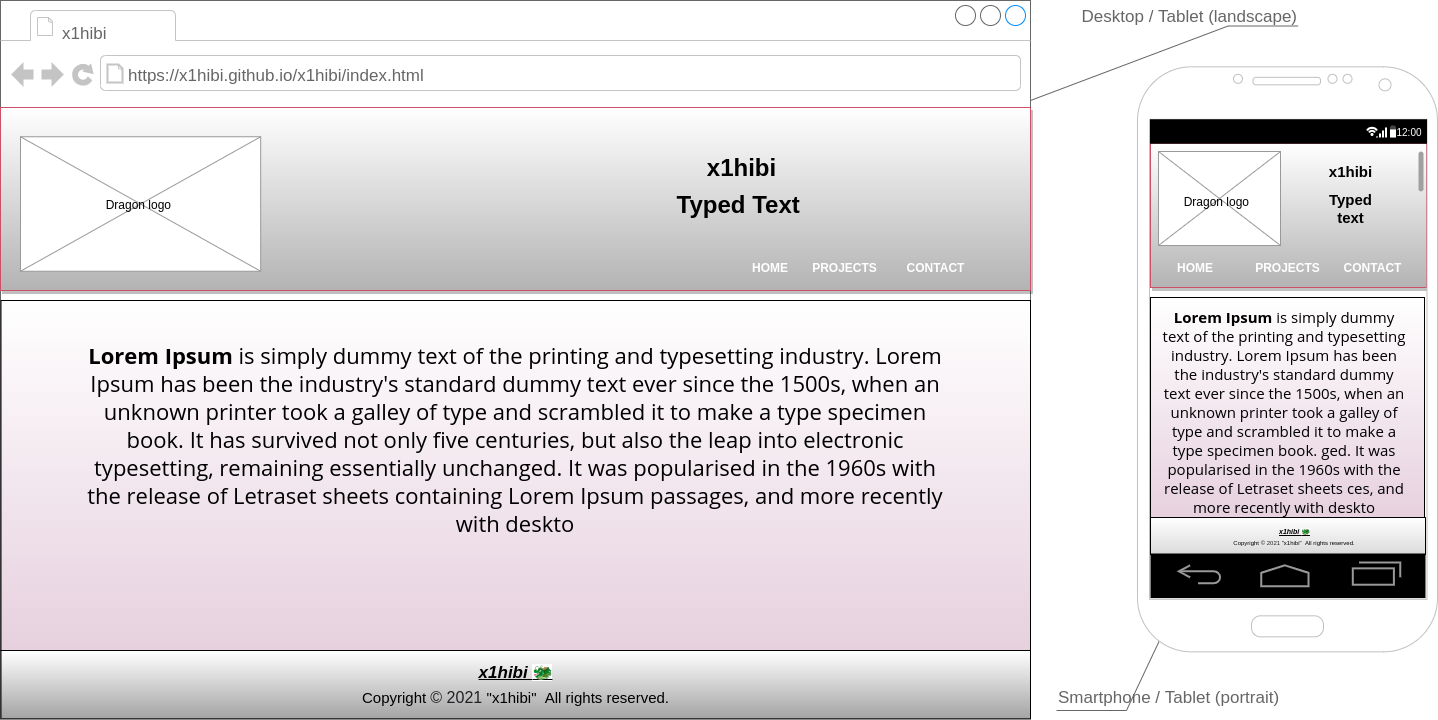 x1hibi
https://x1hibi.github.io/x1hibi/index.html
Dragon logo
x1hibi
Typed Text
HOME PROJECTS CONTACT
Lorem Ipsum is simply dummy text of the printing and typesetting industry. Lorem
Ipsum has been the industry's standard dummy text ever since the 1500s, when an
unknown printer took a galley of type and scrambled it to make a type specimen
book. It has survived not only five centuries, but also the leap into electronic
typesetting, remaining essentially unchanged. It was popularised in the 1960s with
the release of Letraset sheets containing Lorem Ipsum passages, and more recently
with deskto
x1hibi 🐲
Copyright © 2021 "x1hibi"  All rights reserved.
Desktop / Tablet (landscape)
12:00
Dragon logo
x1hibi
Typed
text
HOME PROJECTS CONTACT
Lorem Ipsum is simply dummy
text of the printing and typesetting
industry. Lorem Ipsum has been
the industry's standard dummy
text ever since the 1500s, when an
unknown printer took a galley of
type and scrambled it to make a
type specimen book. ged. It was
popularised in the 1960s with the
release of Letraset sheets ces, and
more recently with deskto
x1hibi 🐲
Copyright © 2021 "x1hibi"  All rights reserved.
Smartphone / Tablet (portrait)